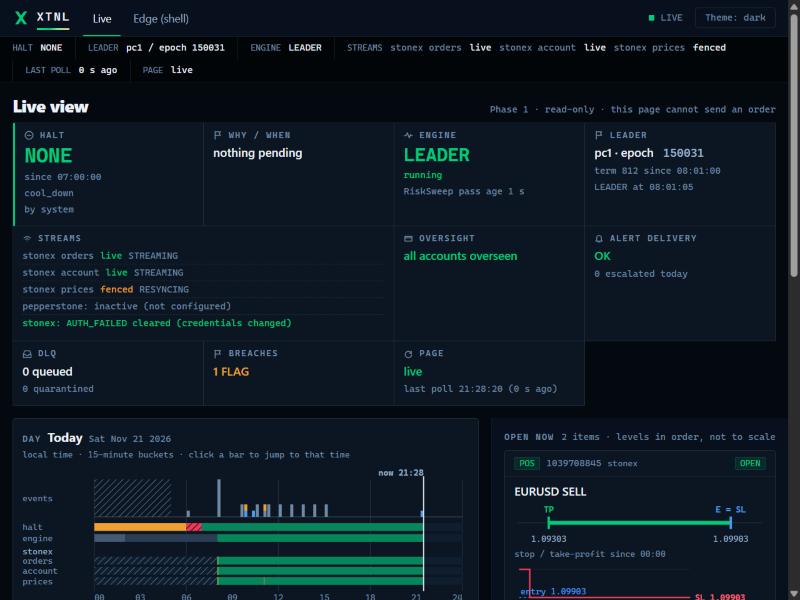 XTNL Live Edge (shell) LIVE Theme: dark
HALT NONE LEADER pc1 / epoch 150031 ENGINE LEADER STREAMS stonex orders live stonex account live stonex prices fenced
LAST POLL 0 s ago PAGE live
Live view
Phase 1 · read-only · this page cannot send an order
HALT
NONE
since 07:00:00
cool_down
by system
WHY / WHEN
nothing pending
ENGINE
LEADER
running
RiskSweep pass age 1 s
LEADER
pc1 · epoch 150031
term 812 since 08:01:00
LEADER at 08:01:05
STREAMS
stonex orders live STREAMING
stonex account live STREAMING
stonex prices fenced RESYNCING
pepperstone: inactive (not configured)
stonex: AUTH_FAILED cleared (credentials changed)
OVERSIGHT
all accounts overseen
ALERT DELIVERY
OK
0 escalated today
DLQ
0 queued
0 quarantined
BREACHES
1 FLAG
PAGE
live
last poll 21:28:20 (0 s ago)
DAY Today Sat Nov 21 2026
local time · 15-minute buckets · click a bar to jump to that time
now 21:28
events
halt
engine
stonex
orders
account
prices
00 03 06 09 12 15 18 21 24
OPEN NOW 2 items · levels in order, not to scale
POS 1039708845 stonex OPEN
EURUSD SELL
TP E = SL
1.09303 1.09903
stop / take-profit since 00:00
entry 1.09903
SL 1.09903